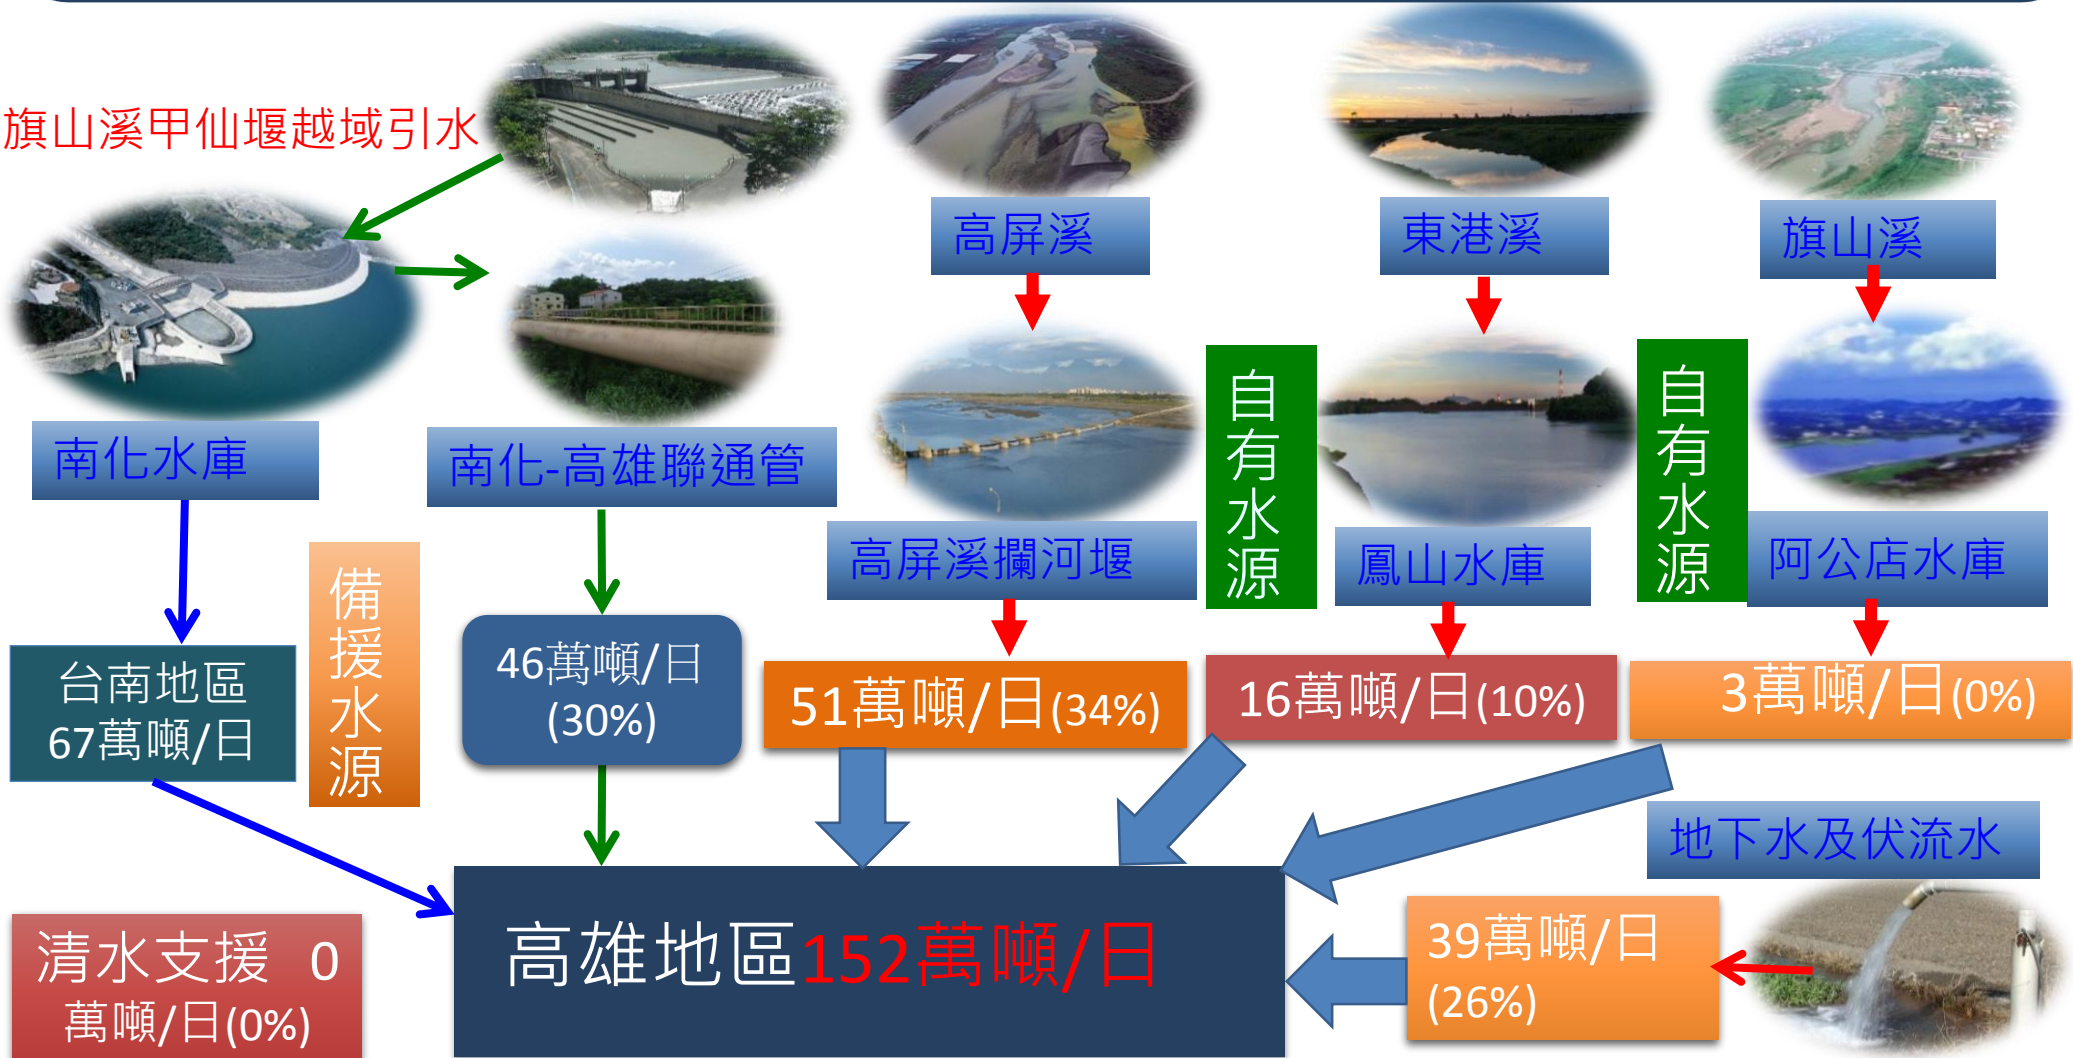 旗山溪甲仙堰越域引水
高屏溪
東港溪
旗山溪
南化水庫
南化-高雄聯通管
高屏溪攔河堰
自有水源
鳳山水庫
自有水源
阿公店水庫
備援水源
台南地區
67萬噸/日
46萬噸/日
(30%)
51萬噸/日(34%)
16萬噸/日(10%)
3萬噸/日(0%)
地下水及伏流水
清水支援 0
萬噸/日(0%)
高雄地區152萬噸/日
39萬噸/日
(26%)